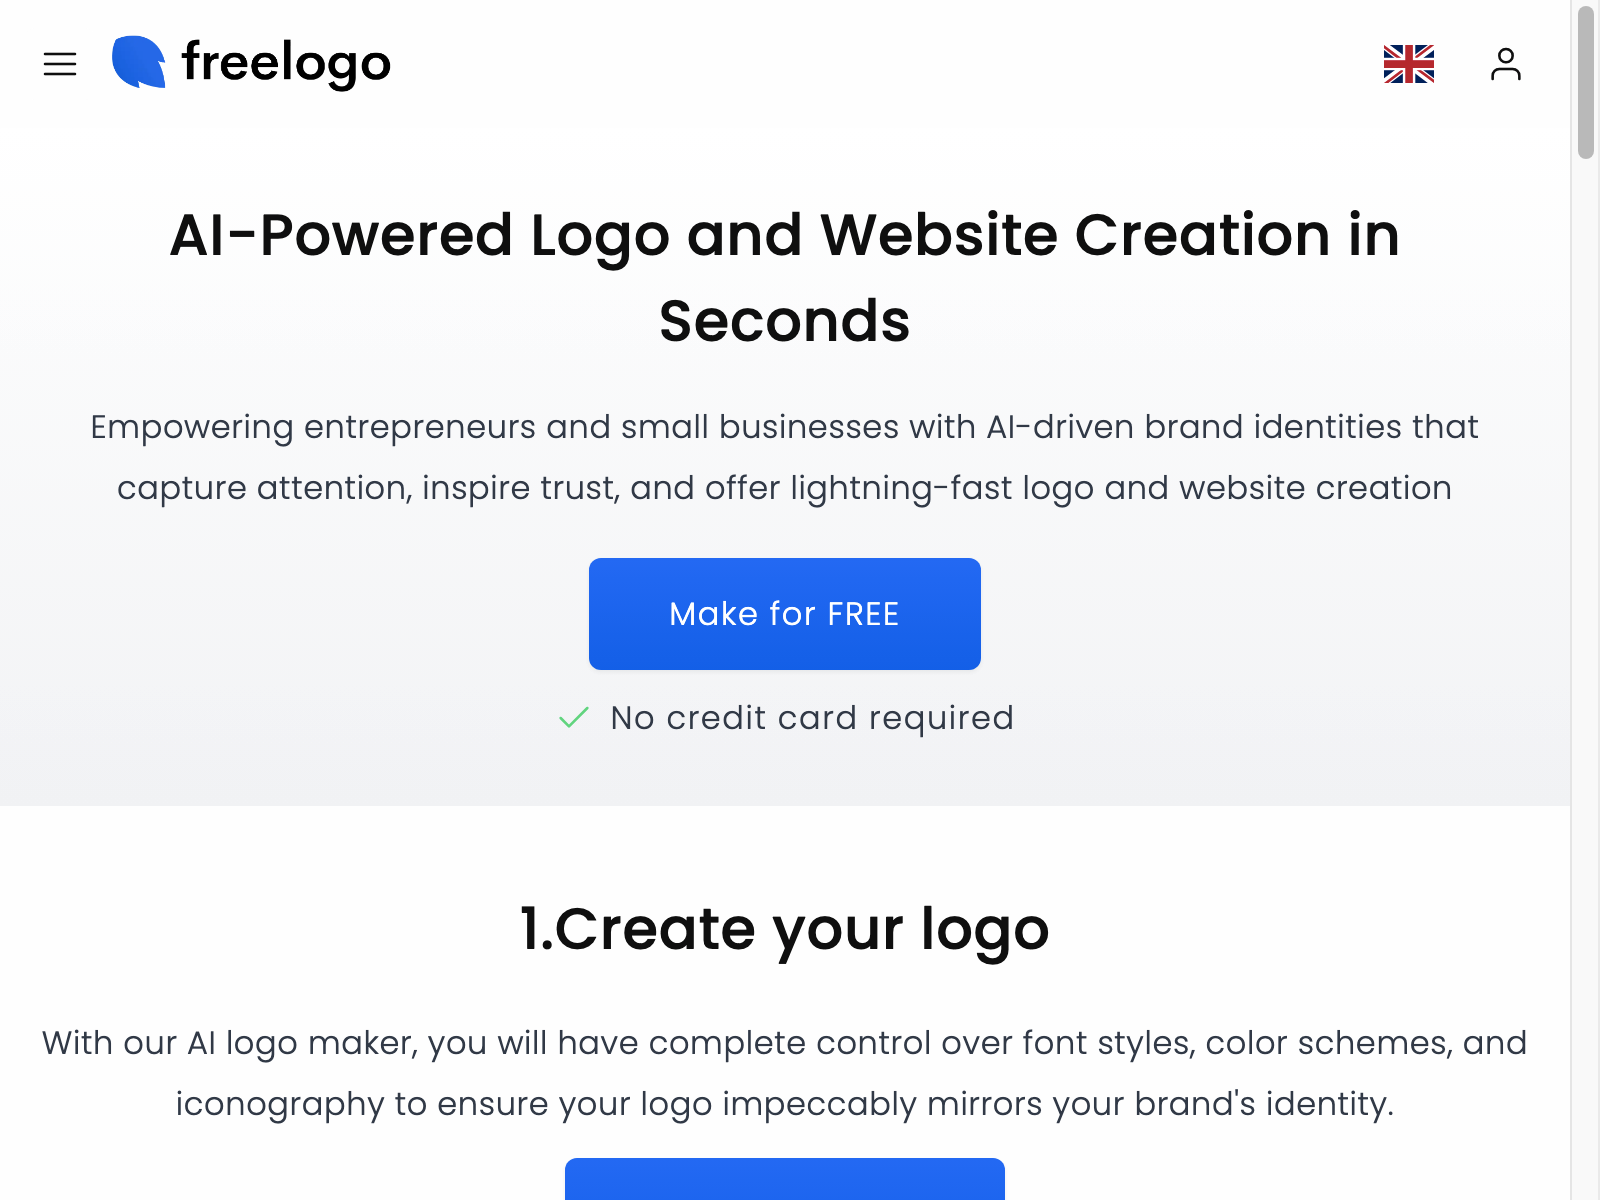 freelogo
AI-Powered Logo and Website Creation in
Seconds
Empowering entrepreneurs and small businesses with AI-driven brand identities that
capture attention, inspire trust, and offer lightning-fast logo and website creation
Make for FREE
No credit card required
1.Create your logo
With our AI logo maker, you will have complete control over font styles, color schemes, and
iconography to ensure your logo impeccably mirrors your brand's identity.